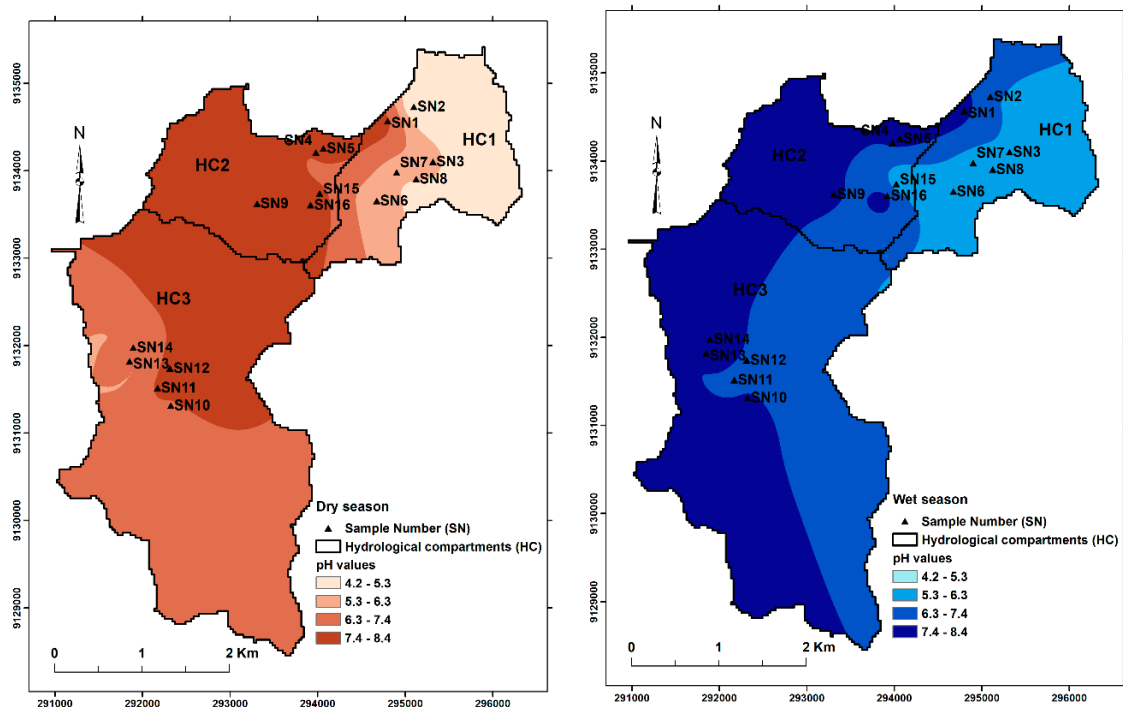 9135000
9134000
9133000
9132000
9131000
9130000
9129000
N
HC1
HC2
HC3
SN2
SN1
SN4
SN5
SN7
SN3
SN8
SN15
SN16
SN6
SN9
SN14
SN13
SN12
SN11
SN10
Dry season
Sample Number (SN)
Hydrological compartments (HC)
pH values
4.2 - 5.3
5.3 - 6.3
6.3 - 7.4
7.4 - 8.4
0 1 2 Km
291000 292000 293000 294000 295000 296000
9135000
9134000
9133000
9132000
9131000
9130000
9129000
N
HC1
HC2
HC3
SN2
SN1
SN4
SN5
SN7
SN3
SN8
SN15
SN16
SN6
SN9
SN14
SN13
SN12
SN11
SN10
Wet season
Sample Number (SN)
Hydrological compartments (HC)
pH values
4.2 - 5.3
5.3 - 6.3
6.3 - 7.4
7.4 - 8.4
0 1 2 Km
291000 292000 293000 294000 295000 296000